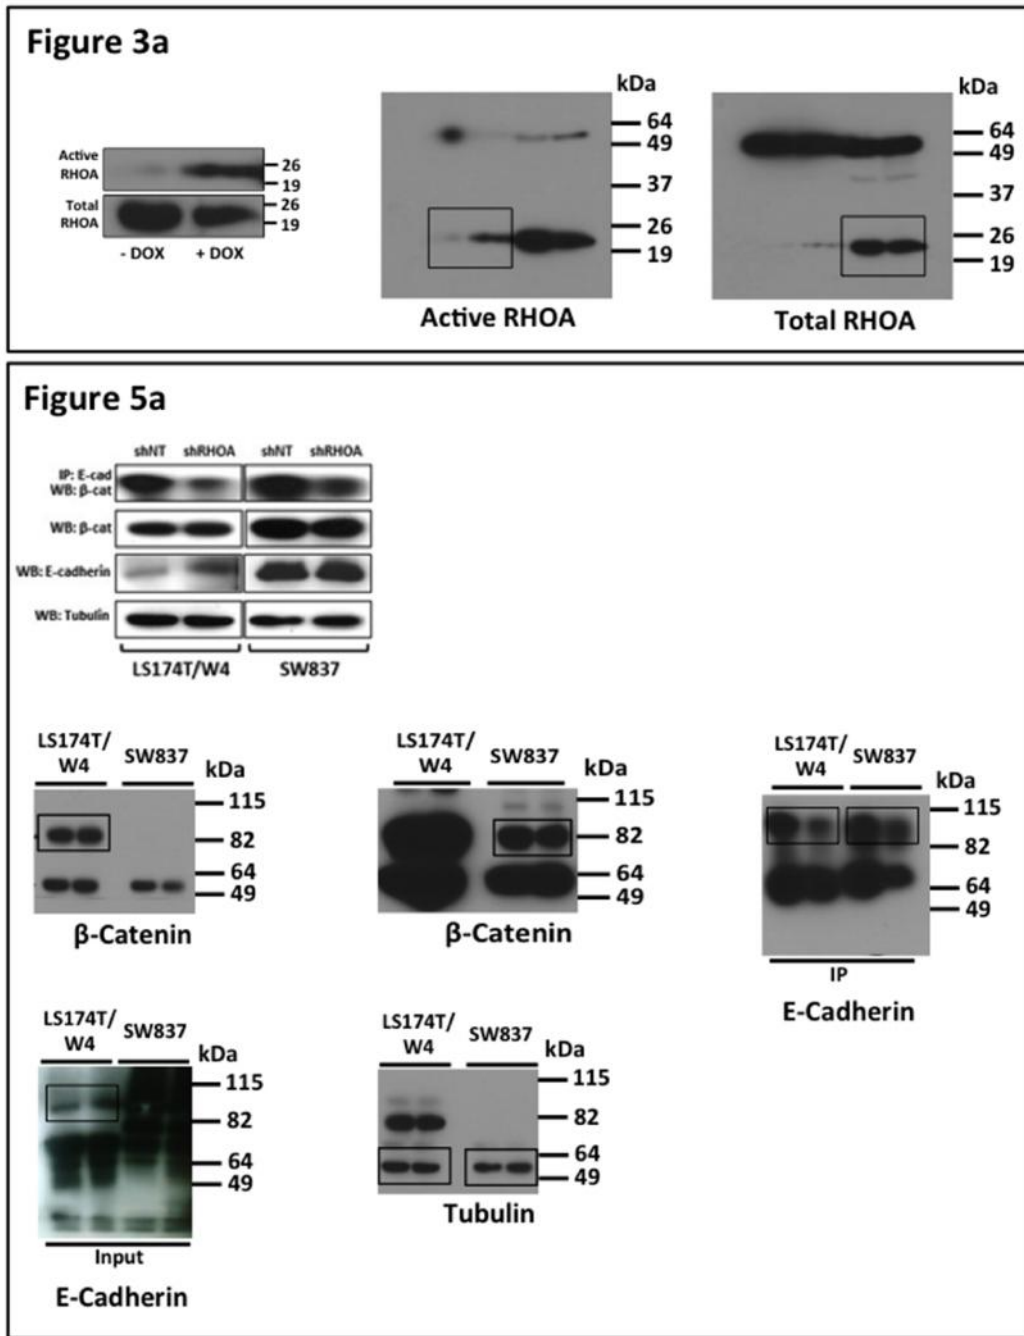 Figure 3a
Active
RHOA
26
19
Total
RHOA
26
19
- DOX + DOX
kDa
64
49
37
26
19
Active RHOA
kDa
64
49
37
26
19
Total RHOA
Figure 5a
shNT shRHOA shNT shRHOA
IP: E-cad
WB: β-cat
WB: β-cat
WB: E-cadherin
WB: Tubulin
LS174T/W4 SW837
LS174T/
W4
SW837
kDa
115
82
64
49
β-Catenin
LS174T/
W4
SW837
kDa
115
82
64
49
β-Catenin
LS174T/
W4
SW837
kDa
115
82
64
49
IP
E-Cadherin
LS174T/
W4
SW837
kDa
115
82
64
49
Input
E-Cadherin
LS174T/
W4
SW837
kDa
115
82
64
49
Tubulin